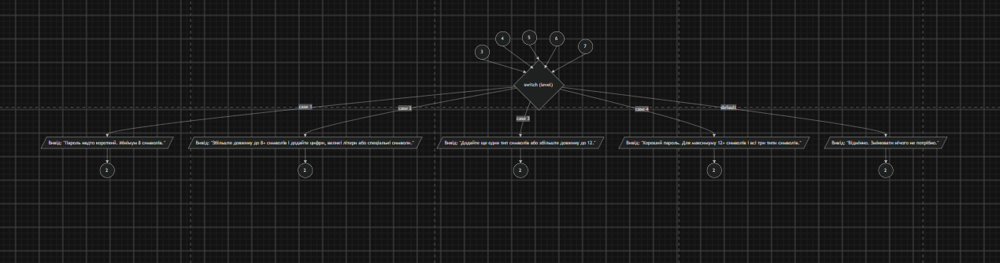 3
4
5
6
7
switch (level)
case 1
case 2
case 3
case 4
default
Вивід: "Пароль надто короткий. Мінімум 8 символів."
Вивід: "Збільште довжину до 8+ символів і додайте цифри, великі літери або спеціальні символи."
Вивід: "Додайте ще один тип символів або збільште довжину до 12."
Вивід: "Хороший пароль. Для максимуму 12+ символів і всі три типи символів."
Вивід: "Відмінно. Змінювати нічого не потрібно."
2
2
2
2
2